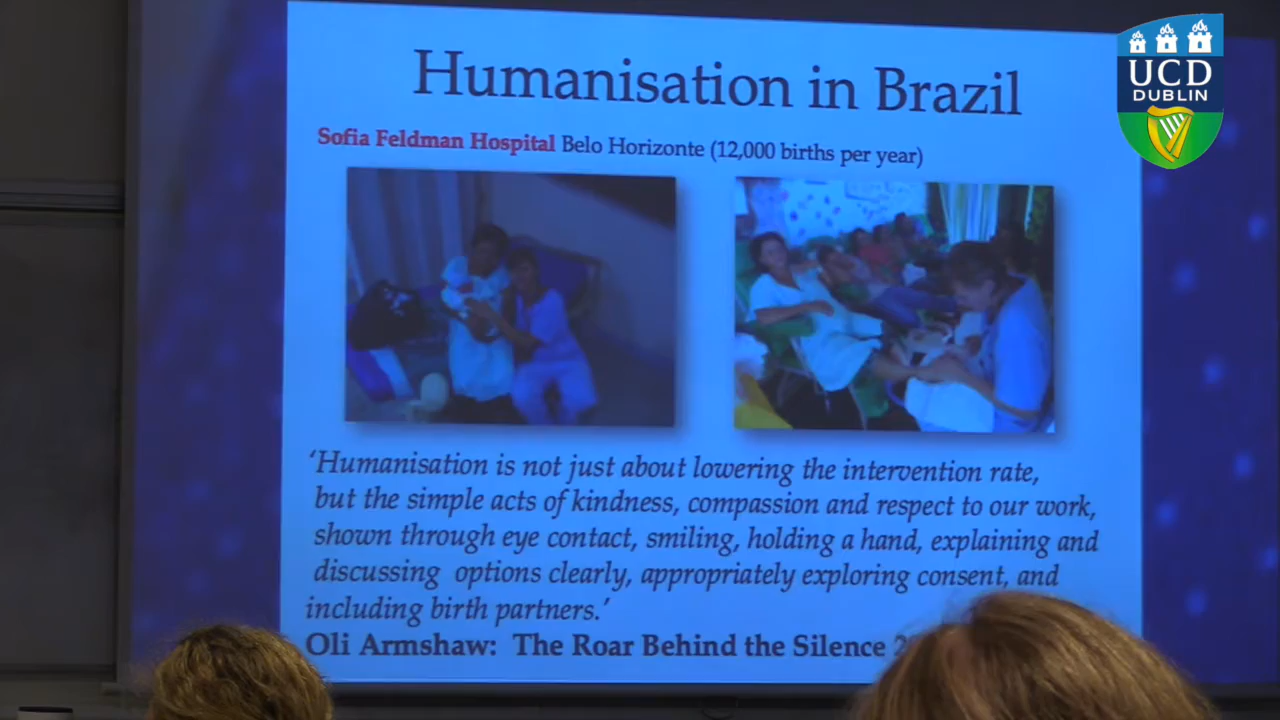 Humanisation in Brazil
UCD
DUBLIN
Sofia Feldman Hospital Belo Horizonte (12,000 births per year)
‘Humanisation is not just about lowering the intervention rate,
but the simple acts of kindness, compassion and respect to our work,
shown through eye contact, smiling, holding a hand, explaining and
discussing options clearly, appropriately exploring consent, and
including birth partners.’
Oli Armshaw: The Roar Behind the Silence